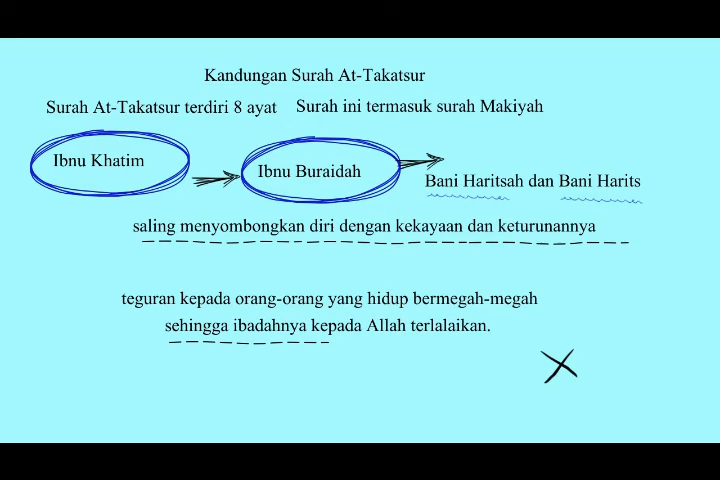 Kandungan Surah At-Takatsur
Surah At-Takatsur terdiri 8 ayat
Surah ini termasuk surah Makiyah
Ibnu Khatim
Ibnu Buraidah
Bani Haritsah dan Bani Harits
saling menyombongkan diri dengan kekayaan dan keturunannya
teguran kepada orang-orang yang hidup bermegah-megah
sehingga ibadahnya kepada Allah terlalaikan.